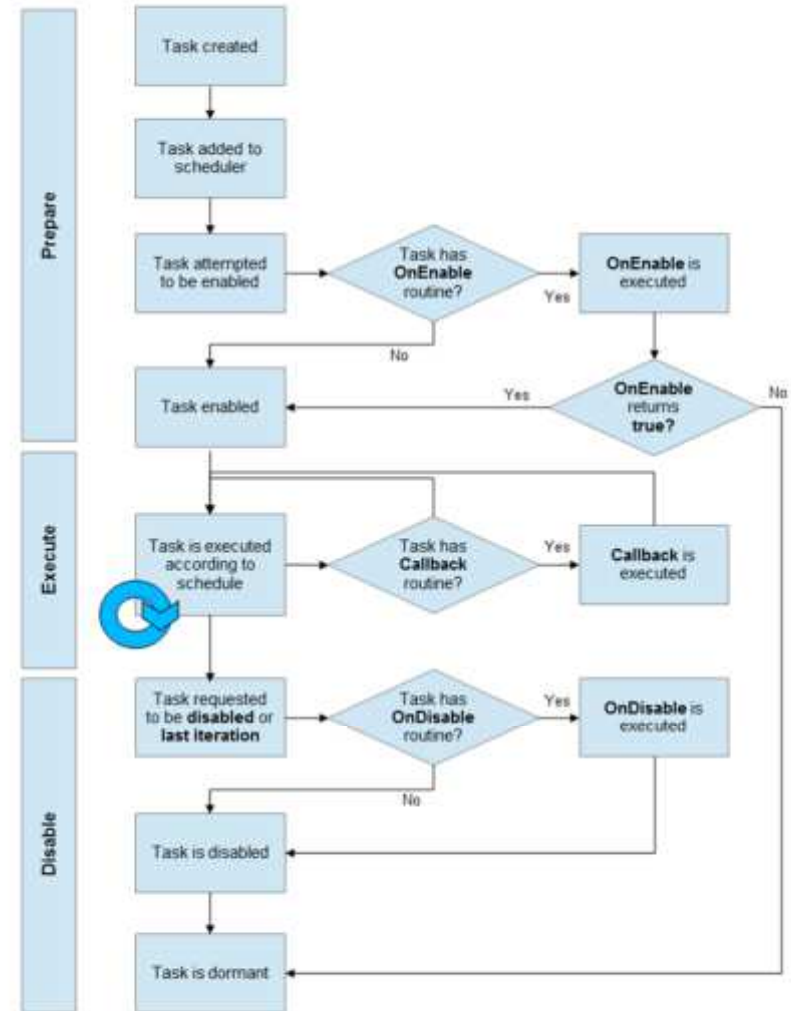 Prepare
Task created
Task added to
scheduler
Task attempted
to be enabled
Task has
OnEnable
routine?
Yes
OnEnable is
executed
No
Task enabled
Yes
OnEnable
returns
true?
No
Execute
Task is executed
according to
schedule
Task has
Callback
routine?
Yes
Callback is
executed
Disable
Task requested
to be disabled or
last iteration
Task has
OnDisable
routine?
Yes
OnDisable is
executed
No
Task is disabled
Task is dormant